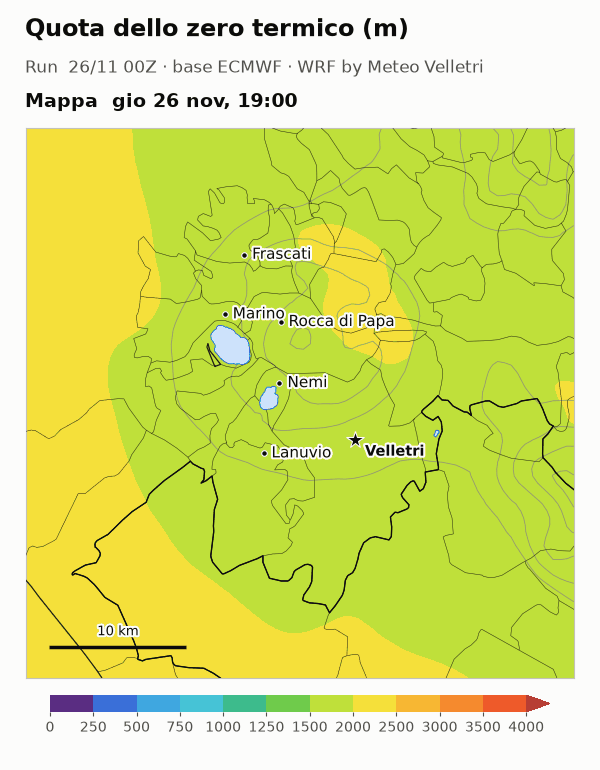 Quota dello zero termico (m)
Run 26/11 00Z · base ECMWF · WRF by Meteo Velletri
Mappa gio 26 nov, 19:00
Frascati
Marino
Rocca di Papa
Nemi
Velletri
Lanuvio
10 km
0 250 500 750 1000 1250 1500 2000 2500 3000 3500 4000